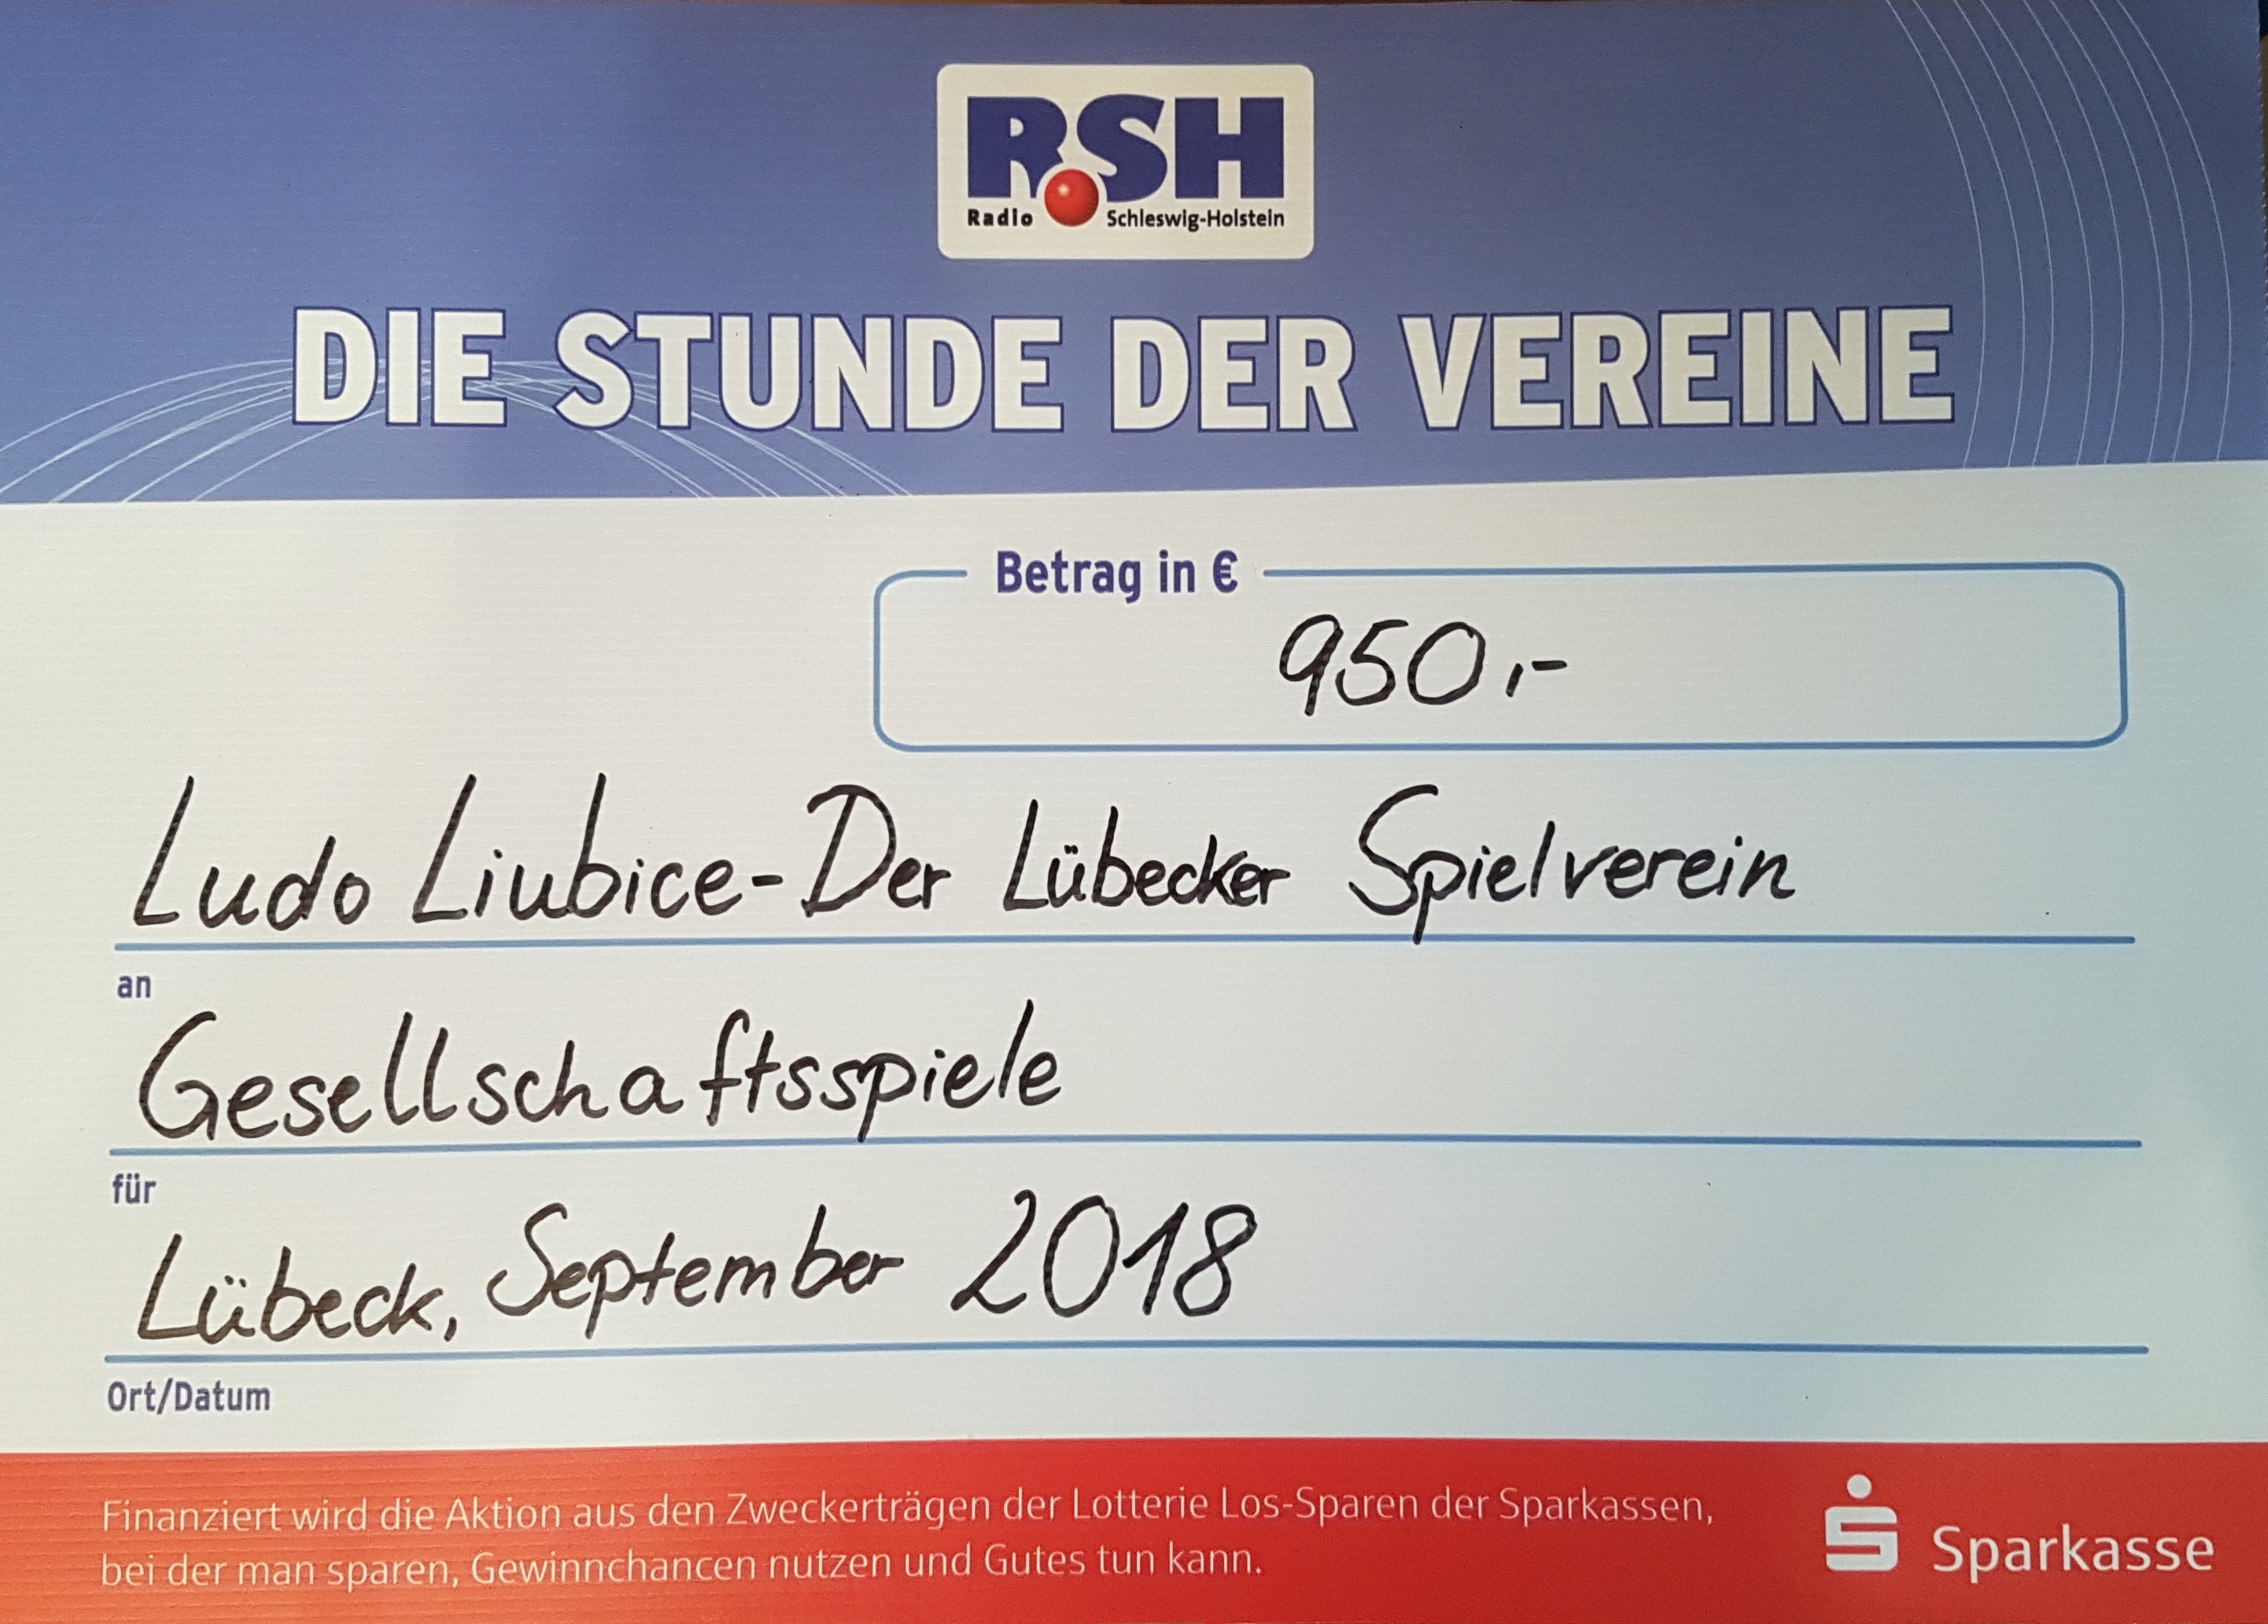 R.SH
Radio Schleswig-Holstein
DIE STUNDE DER VEREINE
Betrag in €
950,-
Ludo Liubice-Der Lübecker Spielverein
an
Gesellschaftsspiele
für
Lübeck, September 2018
Ort/Datum
Finanziert wird die Aktion aus den Zweckerträgen der Lotterie Los-Sparen der Sparkassen,
bei der man sparen, Gewinnchancen nutzen und Gutes tun kann.
Sparkasse